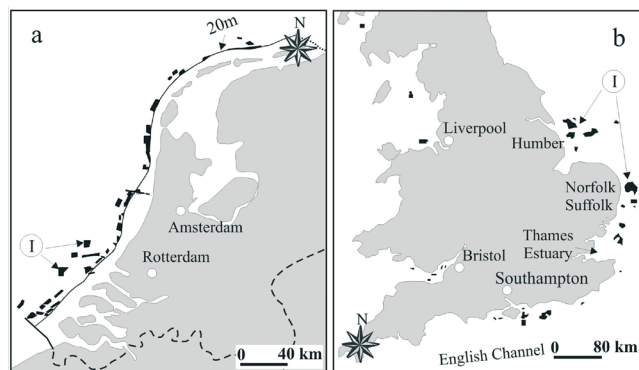 a
20m
N
I
Amsterdam
Rotterdam
0 40 km
b
I
Liverpool
Humber
Norfolk
Suffolk
Thames
Estuary
Bristol
Southampton
N
English Channel
0 80 km